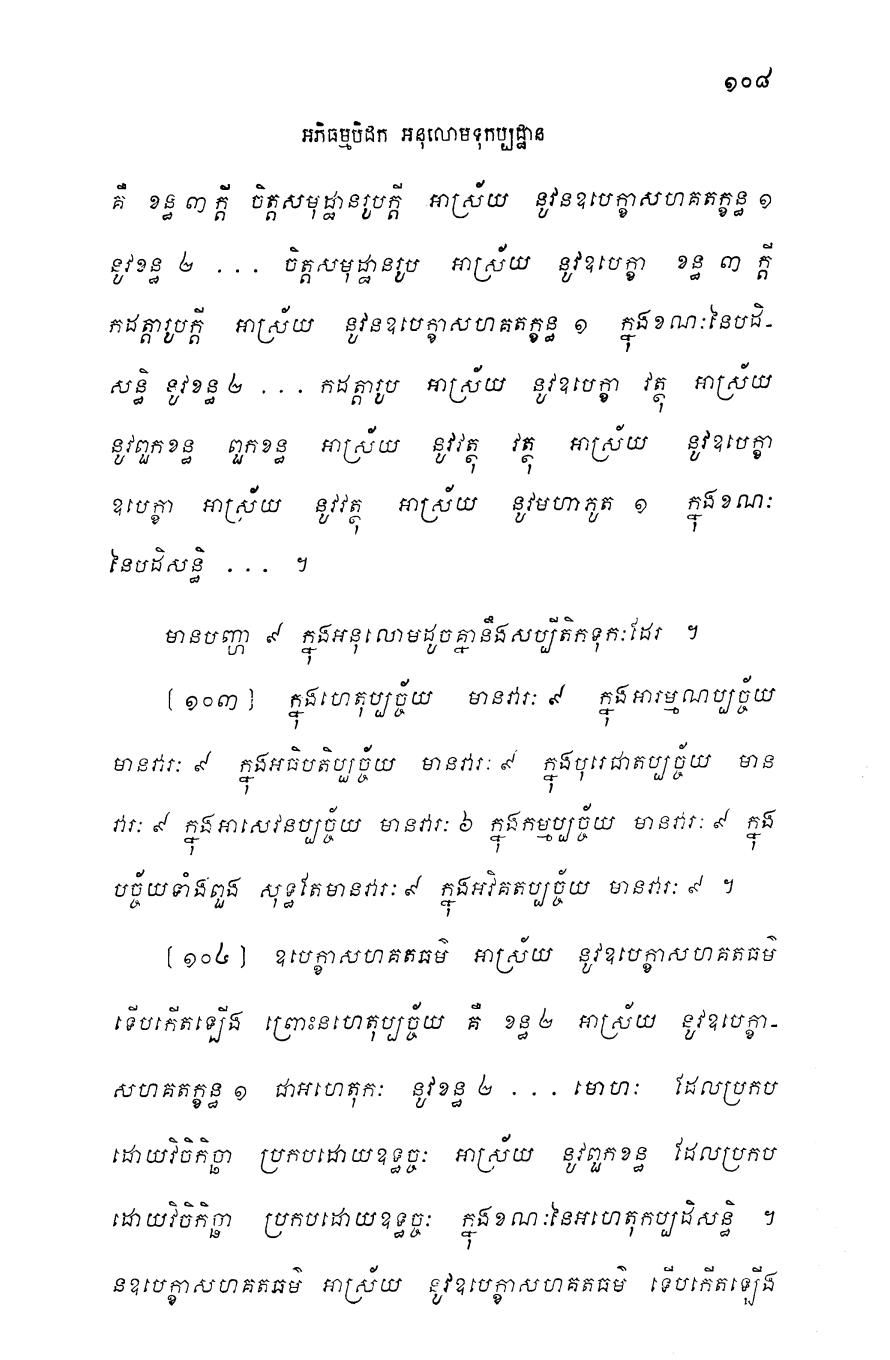 ១០៨
អភិធម្មបិដក អនុលោមទុកប្បដ្ឋាន
គឺ ខន្ធ ៣ ក្តី ចិត្តសមុដ្ឋានរូបក្តី អាស្រ័យ នូវនឧបេក្ខាសហគតក្ខន្ធ ១
នូវខន្ធ ២ ... ចិត្តសមុដ្ឋានរូប អាស្រ័យ នូវឧបេក្ខា ខន្ធ ៣ ក្តី
កដត្តារូបក្តី អាស្រ័យ នូវនឧបេក្ខាសហគតក្ខន្ធ ១ ក្នុងខណៈនៃបដិ-
សន្ធិ នូវខន្ធ ២ ... កដត្តារូប អាស្រ័យ នូវឧបេក្ខា វត្ថុ អាស្រ័យ
នូវពួកខន្ធ ពួកខន្ធ អាស្រ័យ នូវវត្ថុ វត្ថុ អាស្រ័យ នូវឧបេក្ខា
ឧបេក្ខា អាស្រ័យ នូវវត្ថុ អាស្រ័យ នូវមហាភូត ១ ក្នុងខណៈ
នៃបដិសន្ធិ ... ។
មានបញ្ហា ៩ ក្នុងអនុលោមដូចគ្នានឹងសប្បីតិកទុកៈដែរ ។
[១០៣] ក្នុងហេតុប្បច្ច័យ មានវារៈ ៩ ក្នុងអារម្មណប្បច្ច័យ
មានវារៈ ៩ ក្នុងអធិបតិប្បច្ច័យ មានវារៈ ៩ ក្នុងបុរេជាតប្បច្ច័យ មាន
វារៈ ៩ ក្នុងអាសេវនប្បច្ច័យ មានវារៈ ៦ ក្នុងកម្មប្បច្ច័យ មានវារៈ ៩ ក្នុង
បច្ច័យទាំងពួង សុទ្ធតែមានវារៈ ៩ ក្នុងអវិគតប្បច្ច័យ មានវារៈ ៩ ។
[១០៤] ឧបេក្ខាសហគតធម៌ អាស្រ័យ នូវឧបេក្ខាសហគតធម៌
ទើបកើតឡើង ព្រោះនហេតុប្បច្ច័យ គឺ ខន្ធ ២ អាស្រ័យ នូវឧបេក្ខា-
សហគតក្ខន្ធ ១ ជាអហេតុកៈ នូវខន្ធ ២ ... មោហៈ ដែលប្រកប
ដោយវិចិកិច្ឆា ប្រកបដោយឧទ្ធច្ចៈ អាស្រ័យ នូវពួកខន្ធ ដែលប្រកប
ដោយវិចិកិច្ឆា ប្រកបដោយឧទ្ធច្ចៈ ក្នុងខណៈនៃអហេតុកប្បដិសន្ធិ ។
នឧបេក្ខាសហគតធម៌ អាស្រ័យ នូវឧបេក្ខាសហគតធម៌ ទើបកើតឡើង